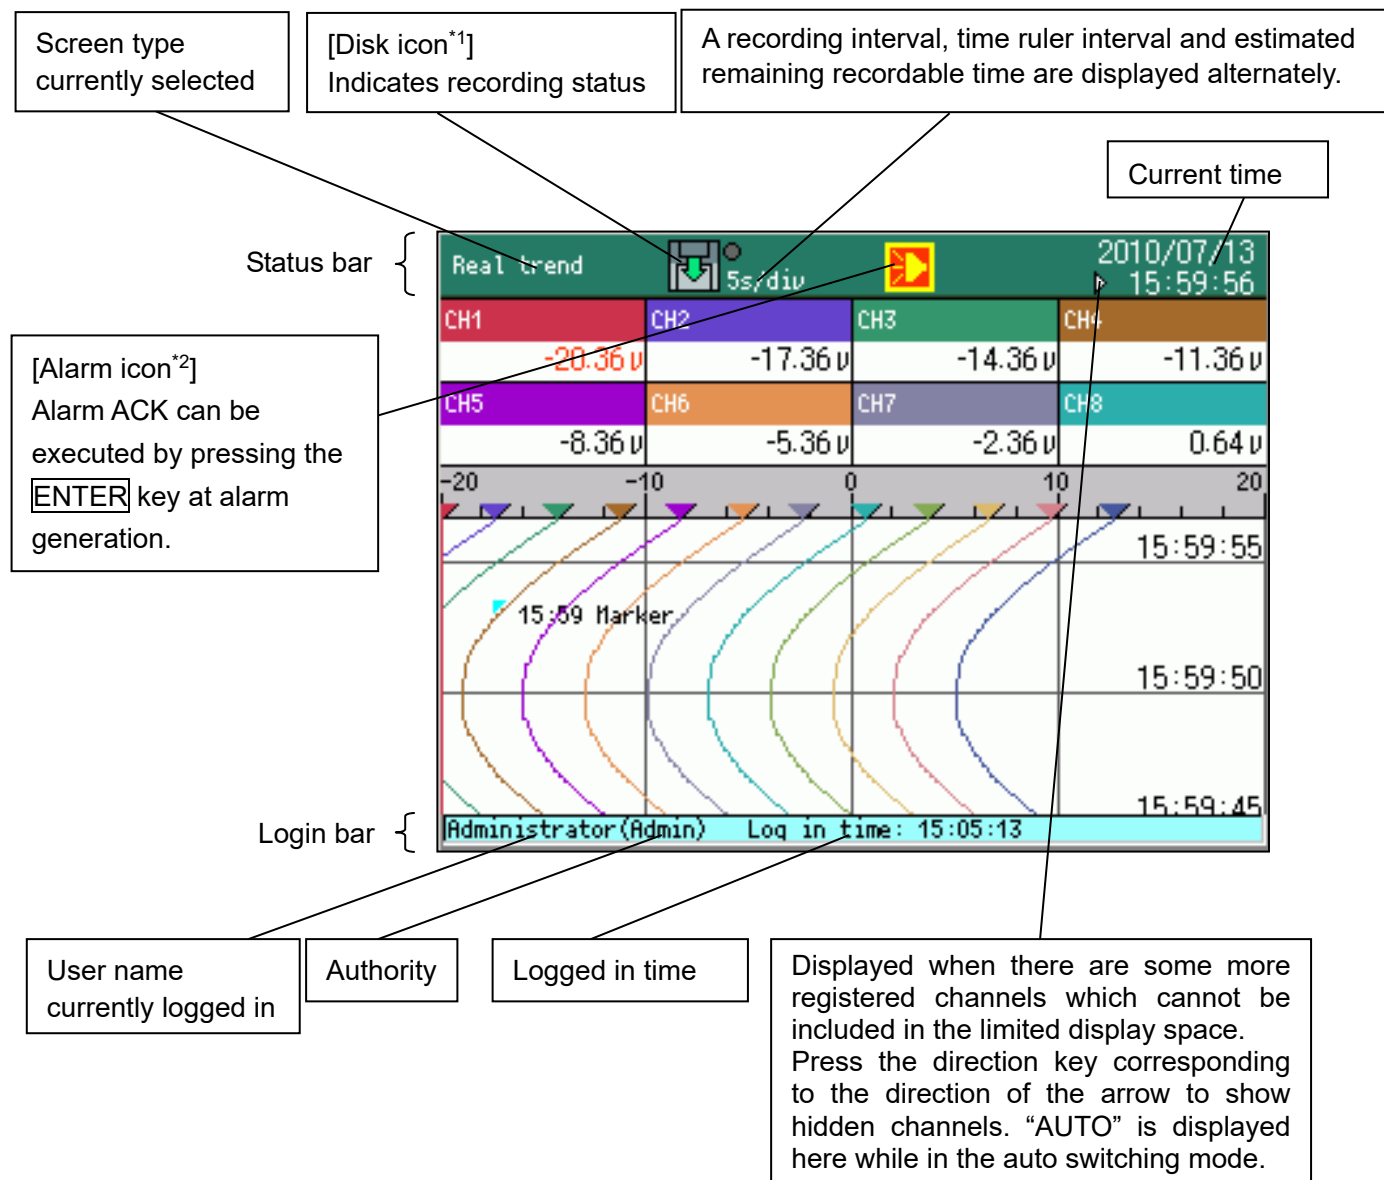 Screen type
currently selected
[Disk icon*1]
Indicates recording status
A recording interval, time ruler interval and estimated
remaining recordable time are displayed alternately.
Current time
Status bar
Real trend
5s/div
2010/07/13
15:59:56
CH1
CH2
CH3
CH4
-20.36 V
-17.36 V
-14.36 V
-11.36 V
CH5
CH6
CH7
CH8
-8.36 V
-5.36 V
-2.36 V
0.64 V
[Alarm icon*2]
Alarm ACK can be
executed by pressing the
ENTER key at alarm
generation.
-20 -10 0 10 20
15:59:55
15:59 Marker
15:59:50
15:59:45
Login bar
Administrator(Admin) Log in time: 15:05:13
User name
currently logged in
Authority
Logged in time
Displayed when there are some more
registered channels which cannot be
included in the limited display space.
Press the direction key corresponding
to the direction of the arrow to show
hidden channels. “AUTO” is displayed
here while in the auto switching mode.